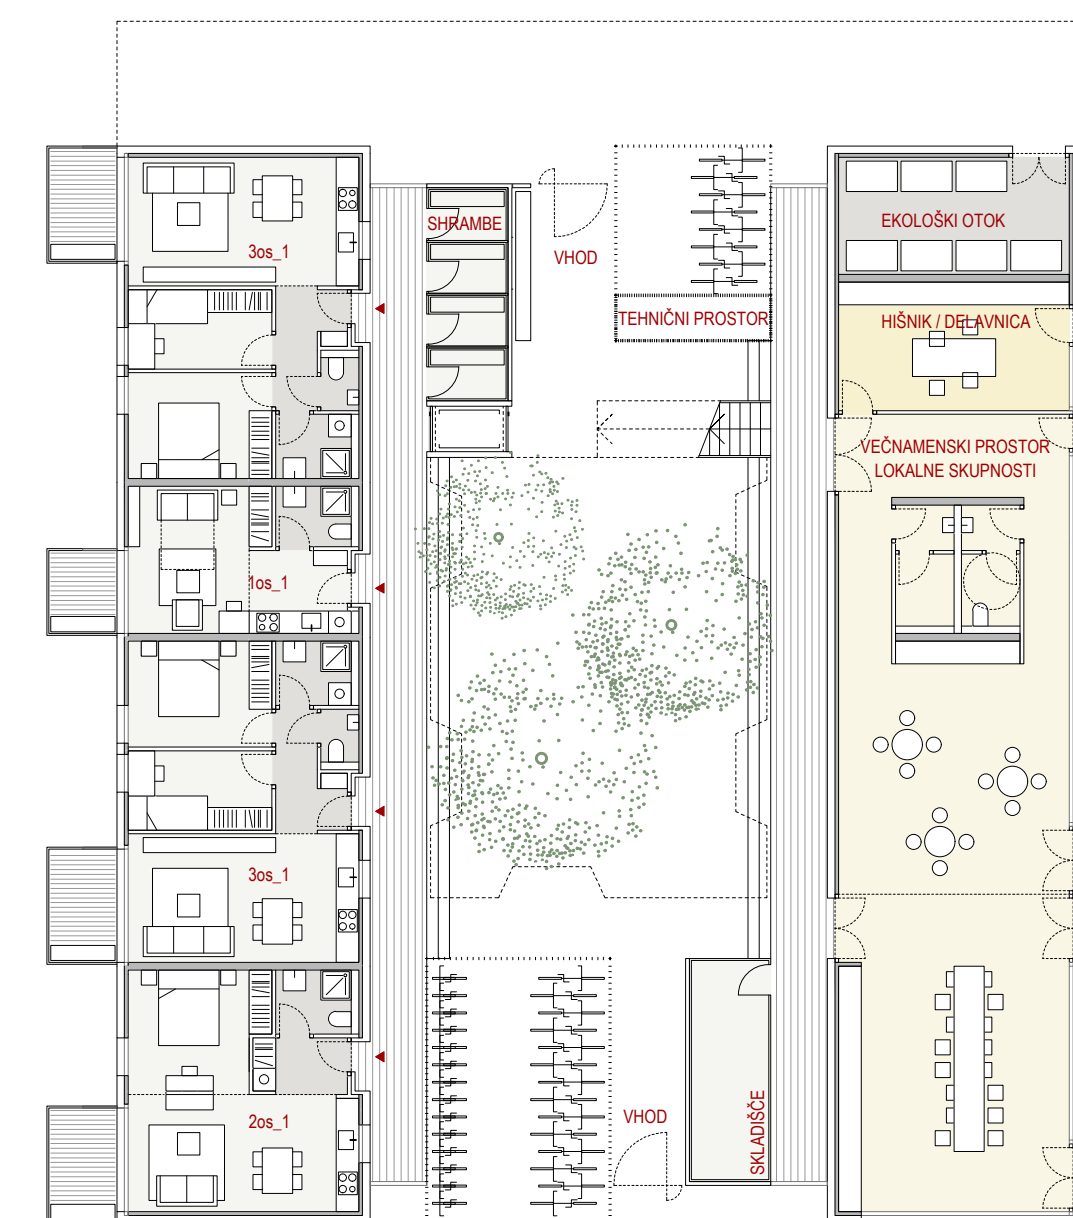 EKOLOŠKI OTOK
SHRAMBE
3os_1
VHOD
TEHNIČNI PROSTOR
HIŠNIK / DELAVNICA
VEČNAMENSKI PROSTOR
LOKALNE SKUPNOSTI
1os_1
3os_1
2os_1
VHOD
SKLADIŠČE